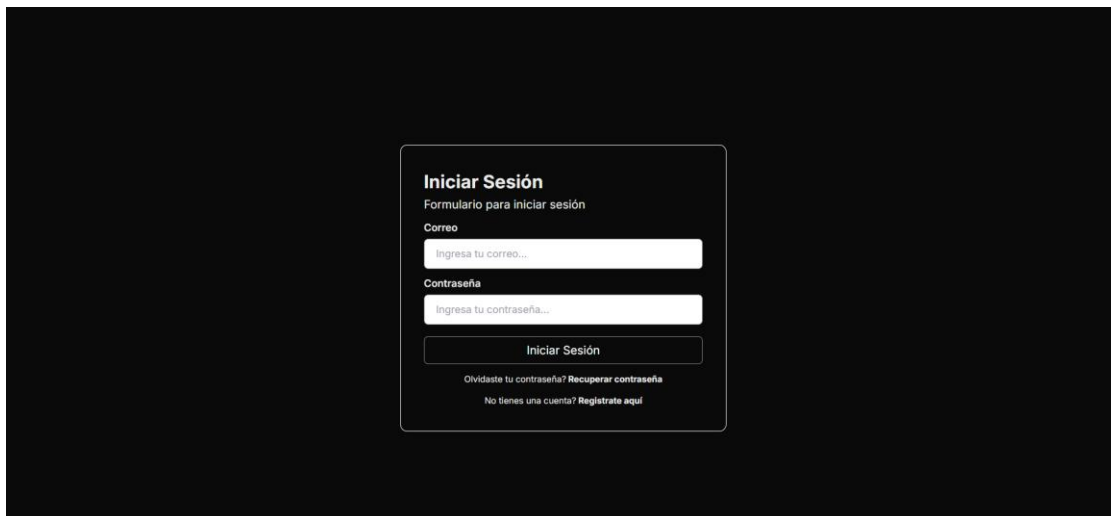 Iniciar Sesión
Formulario para iniciar sesión
Correo
Ingresa tu correo...
Contraseña
Ingresa tu contraseña...
Iniciar Sesión
Olvidaste tu contraseña? Recuperar contraseña
No tienes una cuenta? Registrate aquí